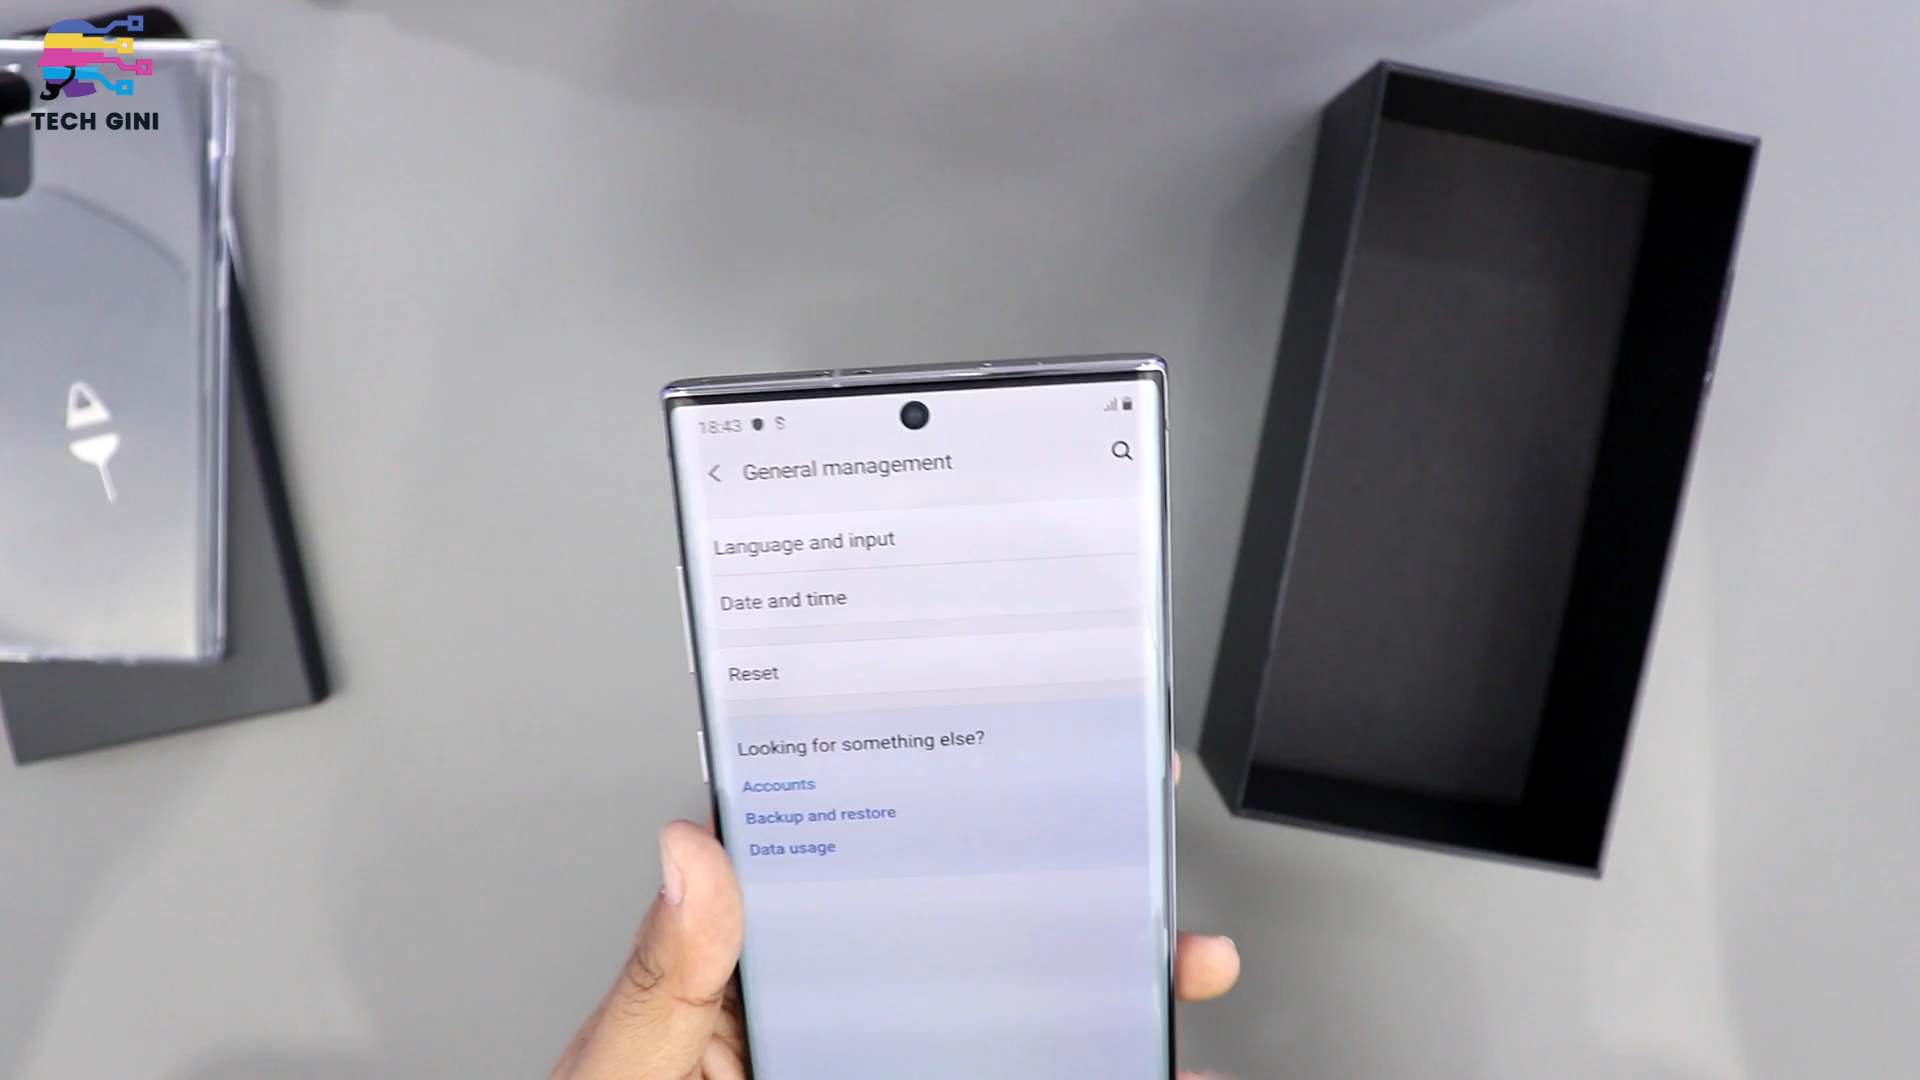 TECH GINI
18:43
General management
Language and input
Date and time
Reset
Looking for something else?
Accounts
Backup and restore
Data usage